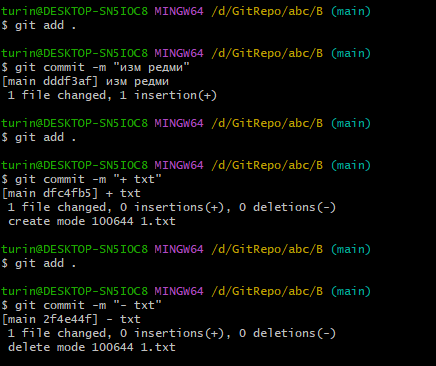 turin@DESKTOP-SN5IOC8 MINGW64 /d/GitRepo/abc/B (main)
$ git add .
turin@DESKTOP-SN5IOC8 MINGW64 /d/GitRepo/abc/B (main)
$ git commit -m "изм редми"
[main dddf3af] изм редми
1 file changed, 1 insertion(+)
turin@DESKTOP-SN5IOC8 MINGW64 /d/GitRepo/abc/B (main)
$ git add .
turin@DESKTOP-SN5IOC8 MINGW64 /d/GitRepo/abc/B (main)
$ git commit -m "+ txt"
[main dfc4fb5] + txt
1 file changed, 0 insertions(+), 0 deletions(-)
create mode 100644 1.txt
turin@DESKTOP-SN5IOC8 MINGW64 /d/GitRepo/abc/B (main)
$ git add .
turin@DESKTOP-SN5IOC8 MINGW64 /d/GitRepo/abc/B (main)
$ git commit -m "- txt"
[main 2f4e44f] - txt
1 file changed, 0 insertions(+), 0 deletions(-)
delete mode 100644 1.txt